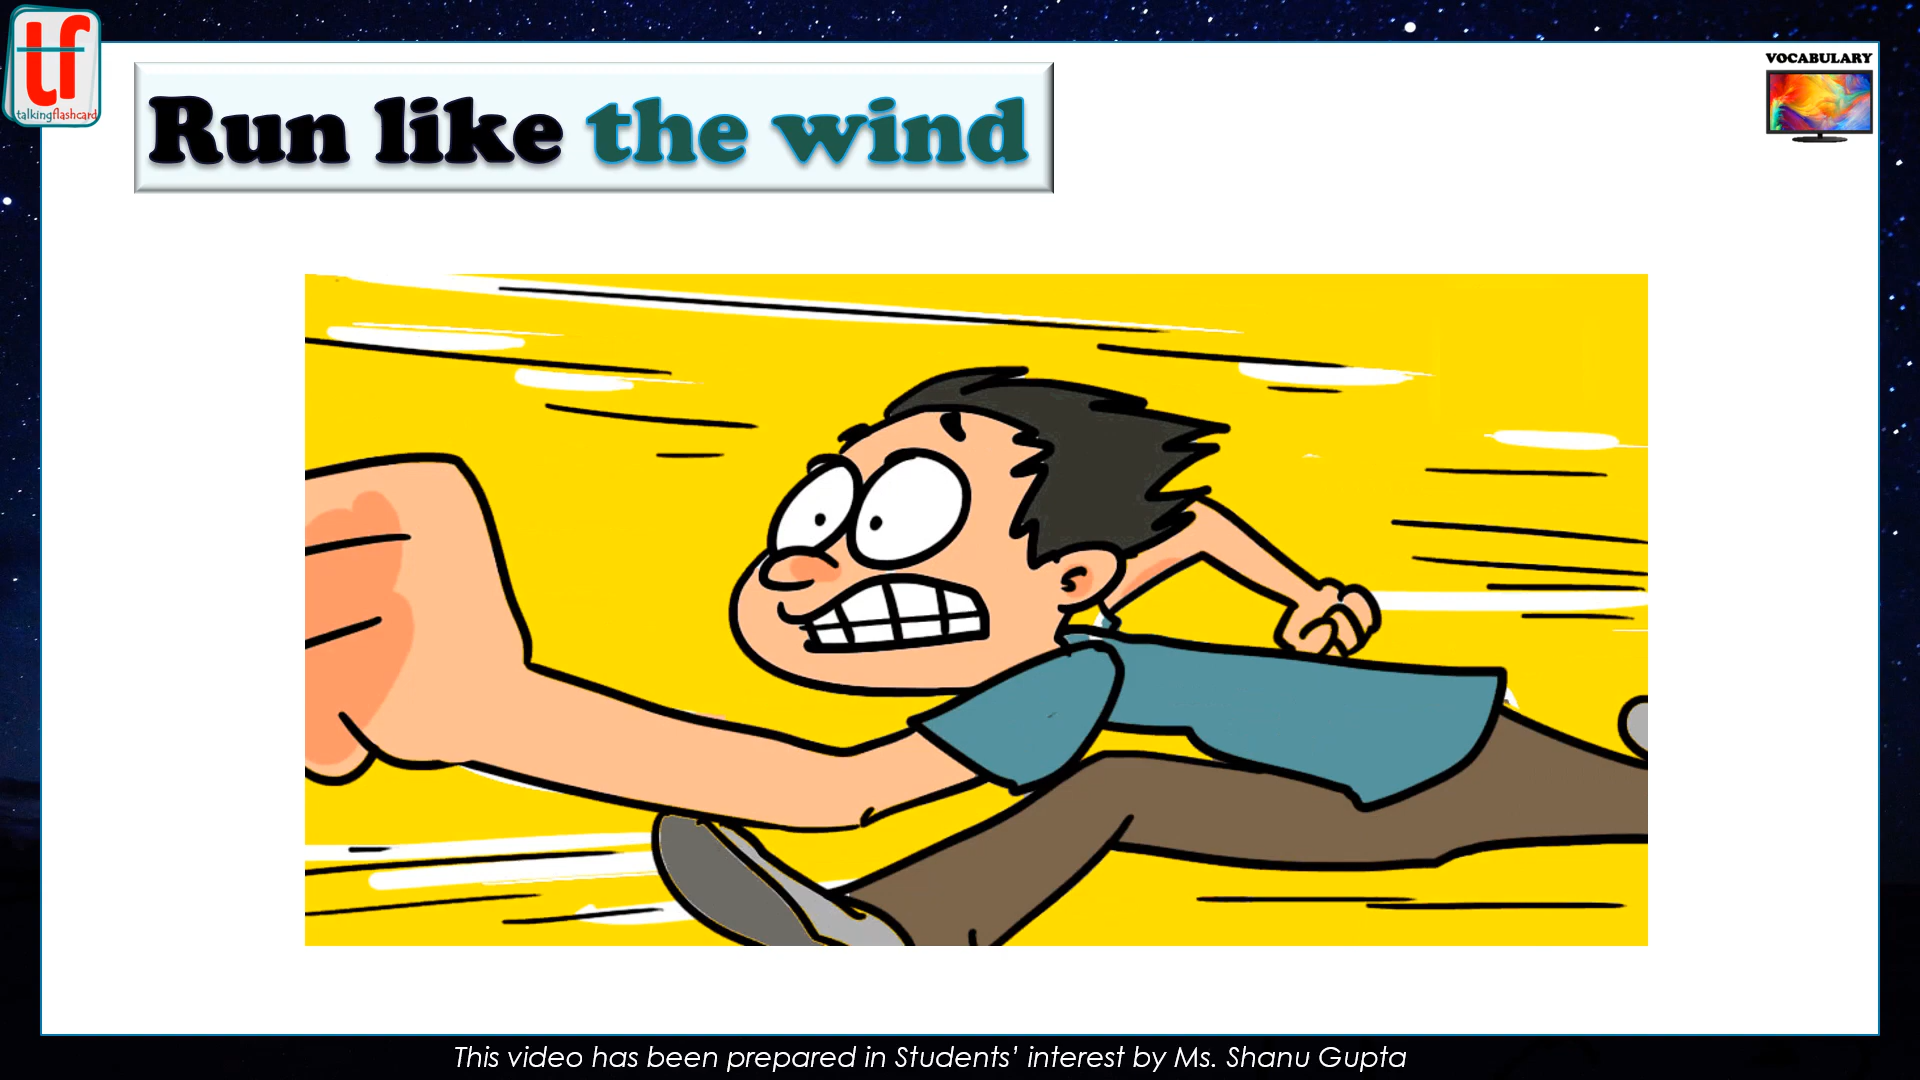 tf
talkingflashcard
VOCABULARY
Run like the wind
This video has been prepared in Students’ interest by Ms. Shanu Gupta